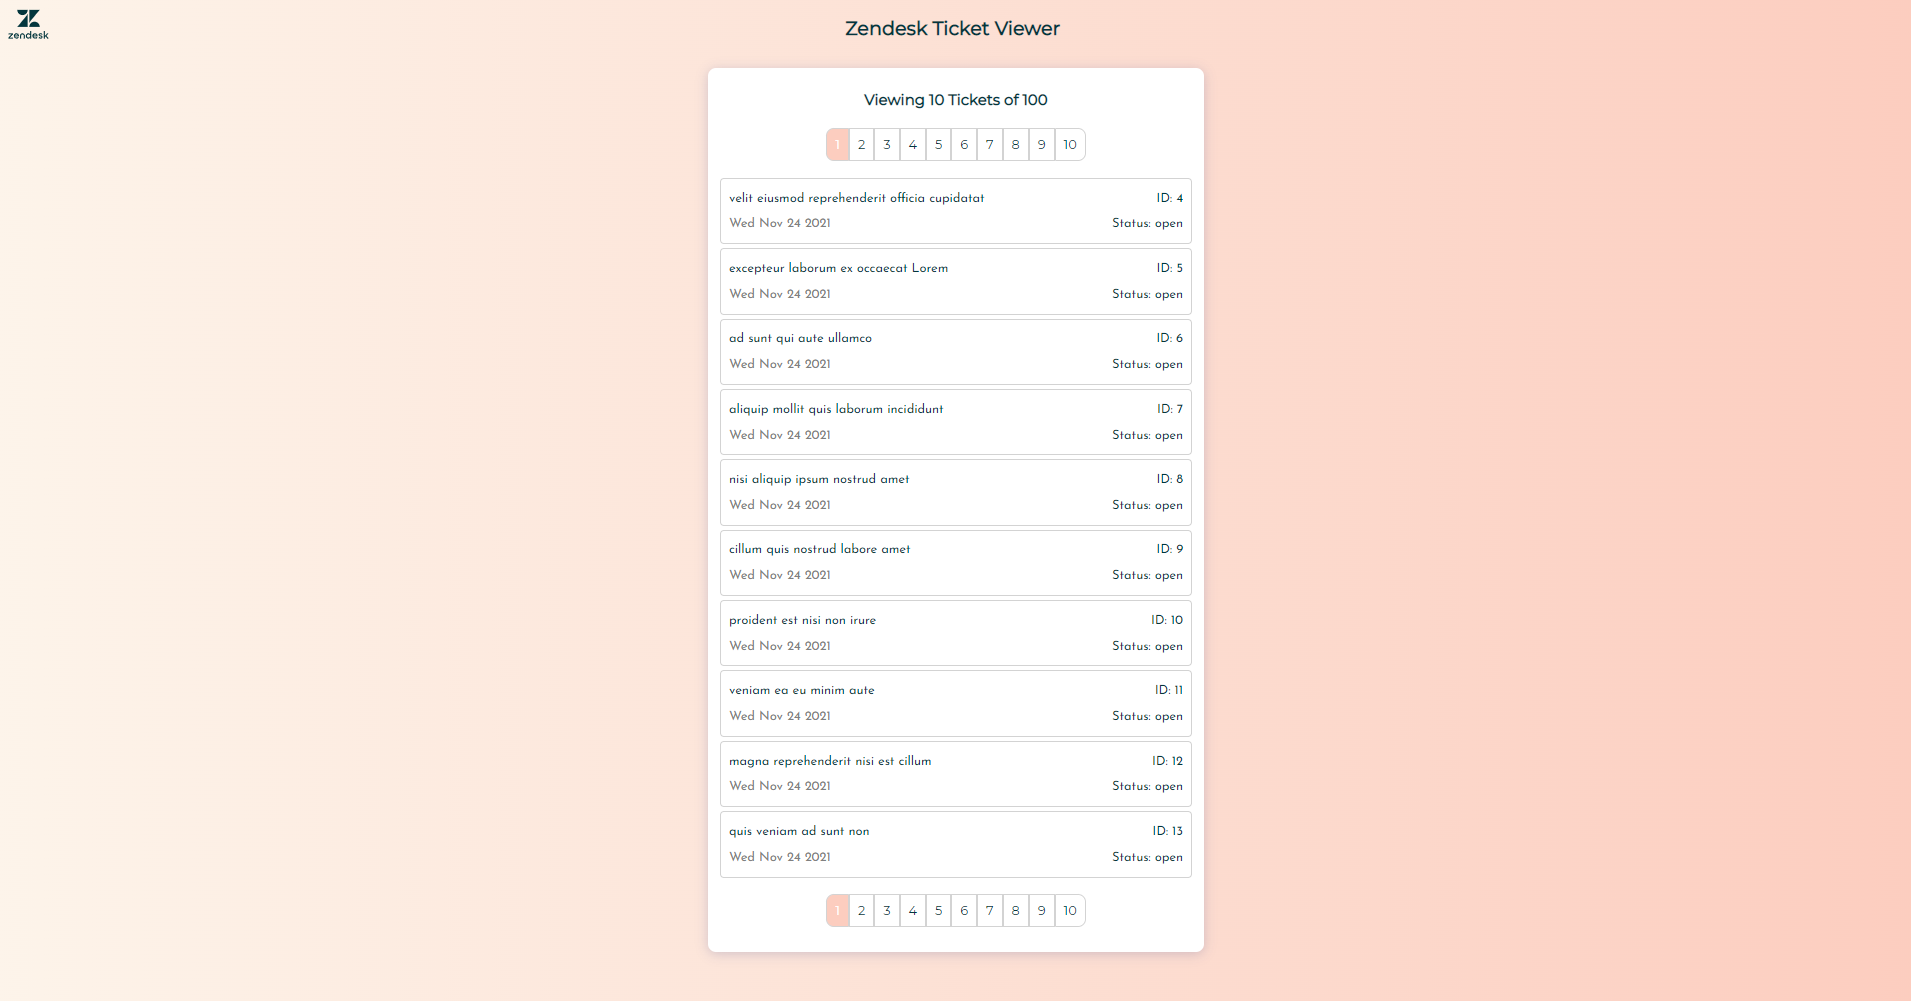 zendesk
Zendesk Ticket Viewer
Viewing 10 Tickets of 100
1 2 3 4 5 6 7 8 9 10
velit eiusmod reprehenderit officia cupidatat ID: 4
Wed Nov 24 2021 Status: open
excepteur laborum ex occaecat Lorem ID: 5
Wed Nov 24 2021 Status: open
ad sunt qui aute ullamco ID: 6
Wed Nov 24 2021 Status: open
aliquip mollit quis laborum incididunt ID: 7
Wed Nov 24 2021 Status: open
nisi aliquip ipsum nostrud amet ID: 8
Wed Nov 24 2021 Status: open
cillum quis nostrud labore amet ID: 9
Wed Nov 24 2021 Status: open
proident est nisi non irure ID: 10
Wed Nov 24 2021 Status: open
veniam ea eu minim aute ID: 11
Wed Nov 24 2021 Status: open
magna reprehenderit nisi est cillum ID: 12
Wed Nov 24 2021 Status: open
quis veniam ad sunt non ID: 13
Wed Nov 24 2021 Status: open
1 2 3 4 5 6 7 8 9 10